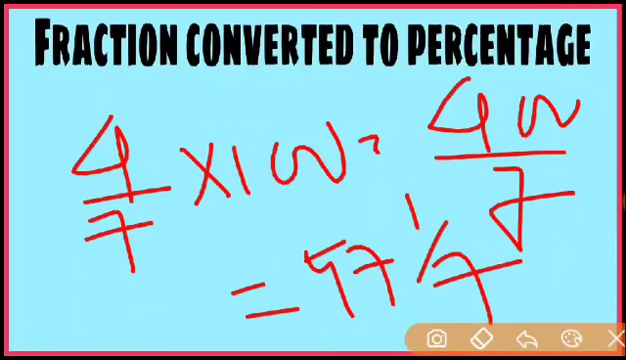 FRACTION CONVERTED TO PERCENTAGE
4/7 × 100 = 400/7
= 57 1/7